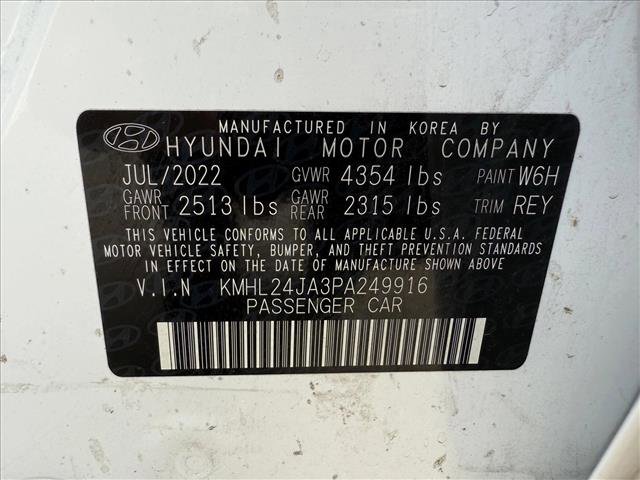 MANUFACTURED IN KOREA BY
HYUNDAI MOTOR COMPANY
JUL/2022 GVWR 4354 lbs PAINT W6H
GAWR FRONT 2513 lbs GAWR REAR 2315 lbs TRIM REY
THIS VEHICLE CONFORMS TO ALL APPLICABLE U.S.A. FEDERAL
MOTOR VEHICLE SAFETY, BUMPER, AND THEFT PREVENTION STANDARDS
IN EFFECT ON THE DATE OF MANUFACTURE SHOWN ABOVE
V.I.N KMHL24JA3PA249916
PASSENGER CAR